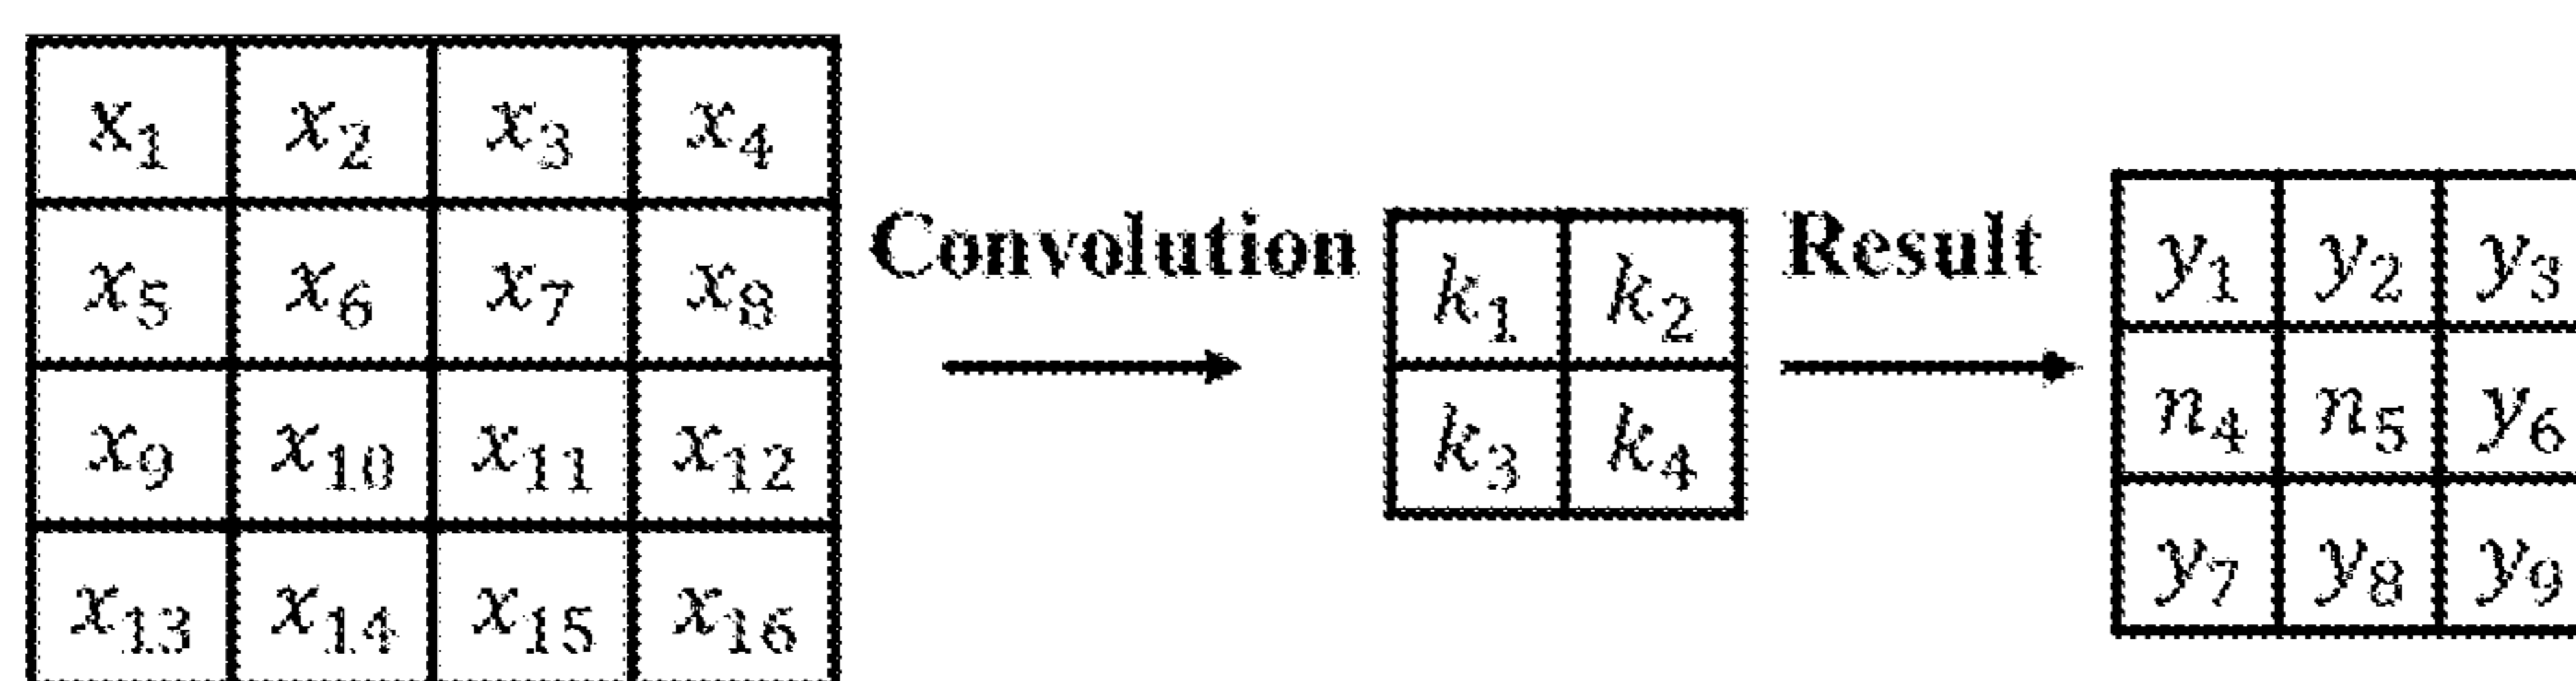 x₁ x₂ x₃ x₄
x₅ x₆ x₇ x₈
x₉ x₁₀ x₁₁ x₁₂
x₁₃ x₁₄ x₁₅ x₁₆
Convolution
k₁ k₂
k₃ k₄
Result
y₁ y₂ y₃
n₄ n₅ y₆
y₇ y₈ y₉